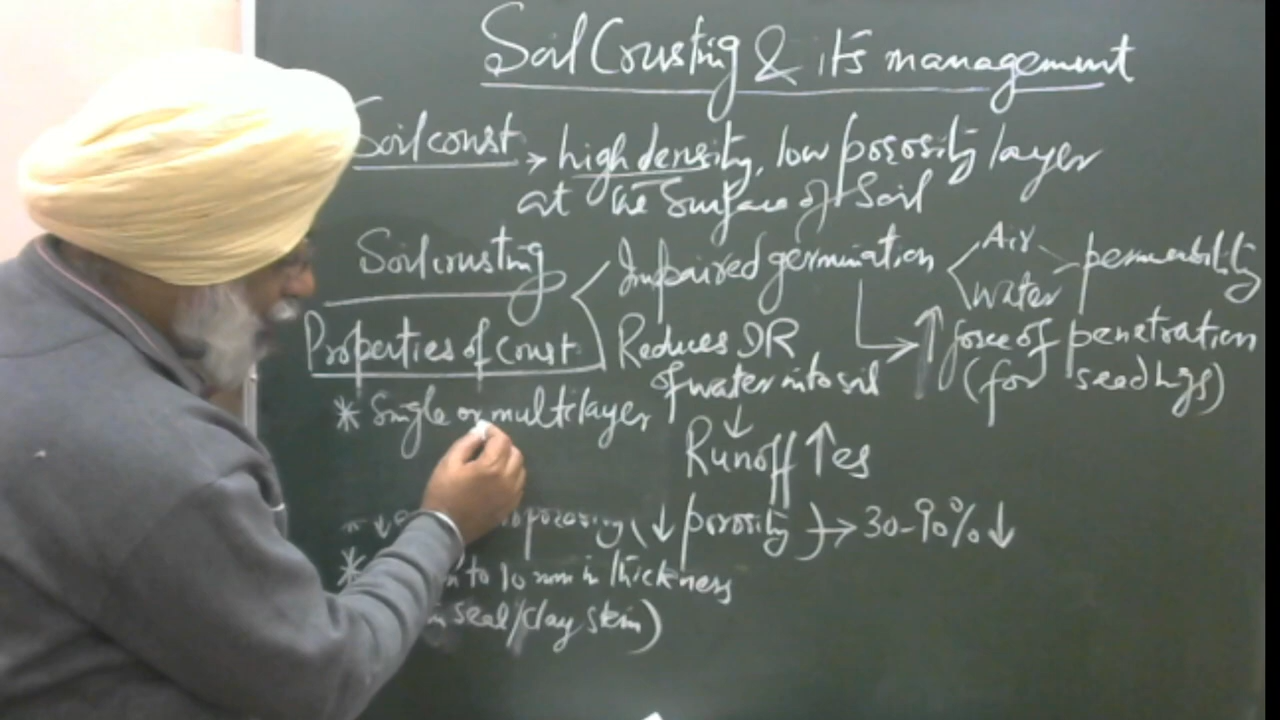 Soil Crusting & its management
Soil crust → high density, low porosity layer
at the surface of soil
Soil crusting
Impaired germination
Air
water
permeability
Properties of crust
Reduces IR
of water into soil
↑ force of penetration
(for seedlgs)
* Single or multilayer
↓
Runoff ↑es
(↓ porosity) → 30-90% ↓
* to 10 mm in thickness
seal/clay skin)